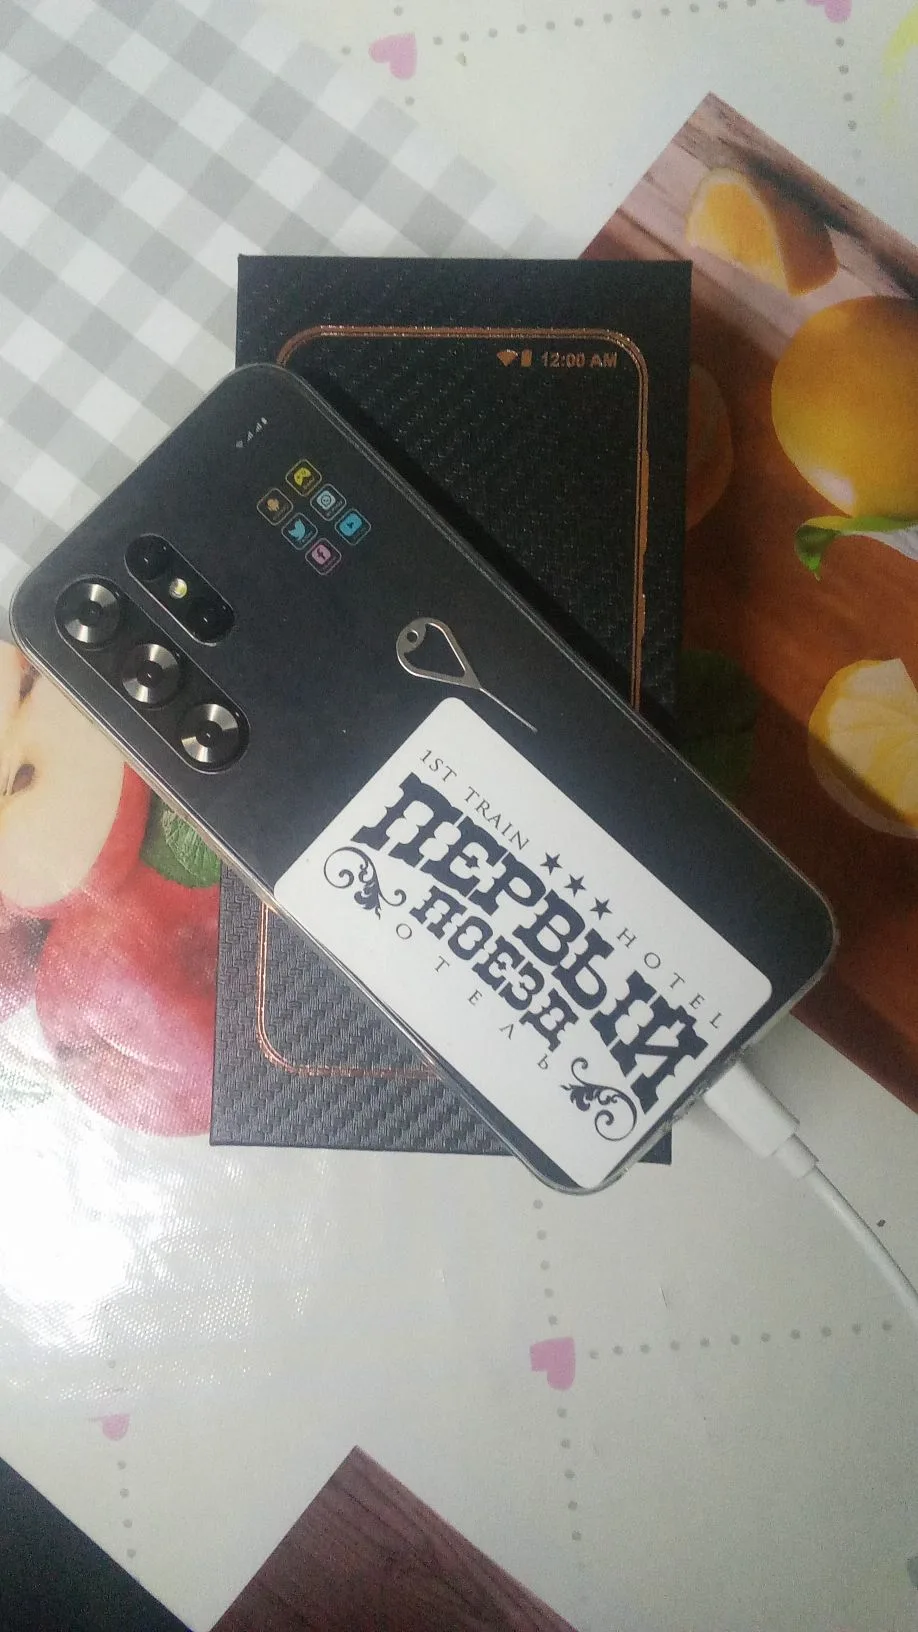 12:00 AM
1ST TRAIN ★ ★ ★ HOTEL
ПЕРВЫЙ
ПОЕЗД
ОТЕЛЬ